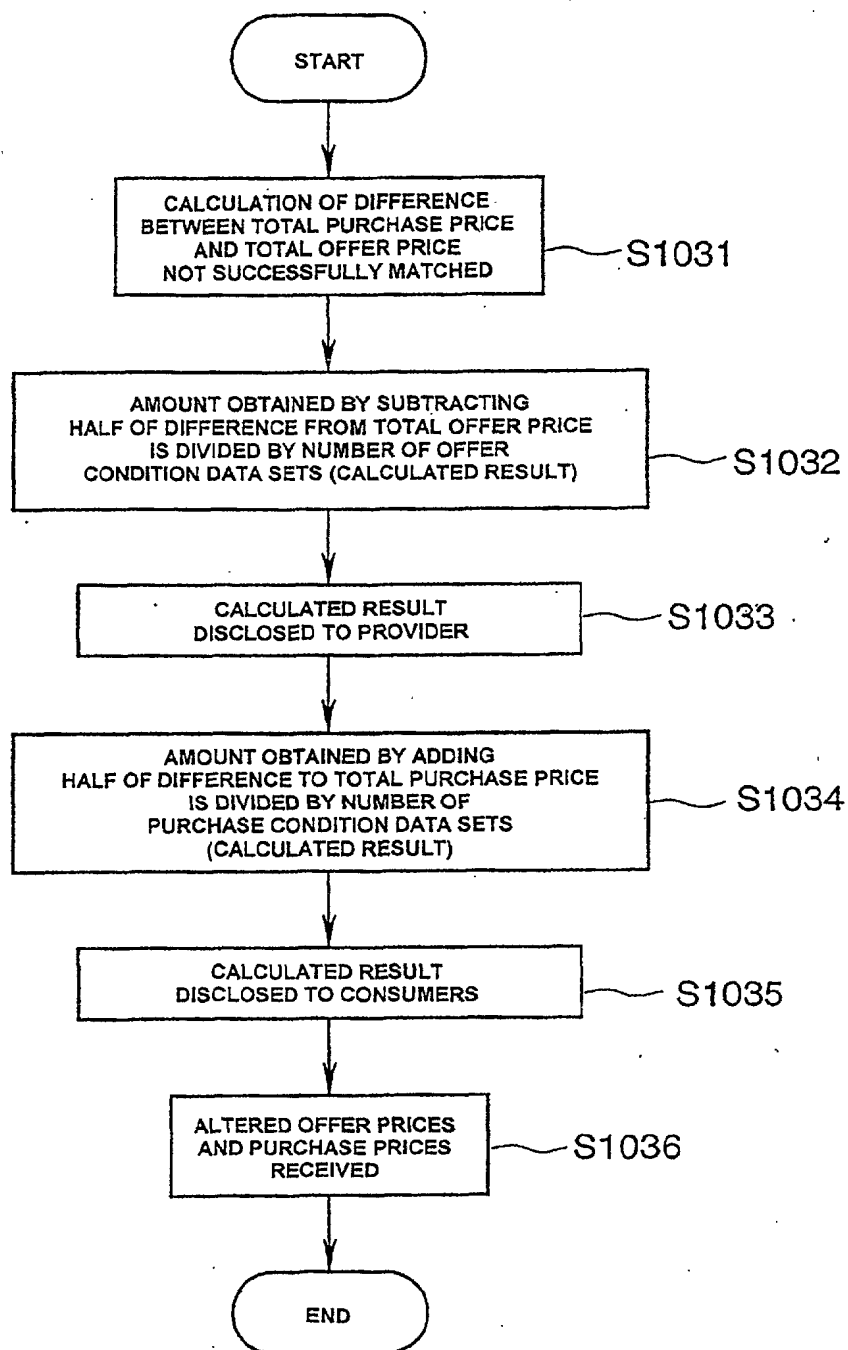 START
CALCULATION OF DIFFERENCE
BETWEEN TOTAL PURCHASE PRICE
AND TOTAL OFFER PRICE
NOT SUCCESSFULLY MATCHED
S1031
AMOUNT OBTAINED BY SUBTRACTING
HALF OF DIFFERENCE FROM TOTAL OFFER PRICE
IS DIVIDED BY NUMBER OF OFFER
CONDITION DATA SETS (CALCULATED RESULT)
S1032
CALCULATED RESULT
DISCLOSED TO PROVIDER
S1033
AMOUNT OBTAINED BY ADDING
HALF OF DIFFERENCE TO TOTAL PURCHASE PRICE
IS DIVIDED BY NUMBER OF
PURCHASE CONDITION DATA SETS
(CALCULATED RESULT)
S1034
CALCULATED RESULT
DISCLOSED TO CONSUMERS
S1035
ALTERED OFFER PRICES
AND PURCHASE PRICES
RECEIVED
S1036
END